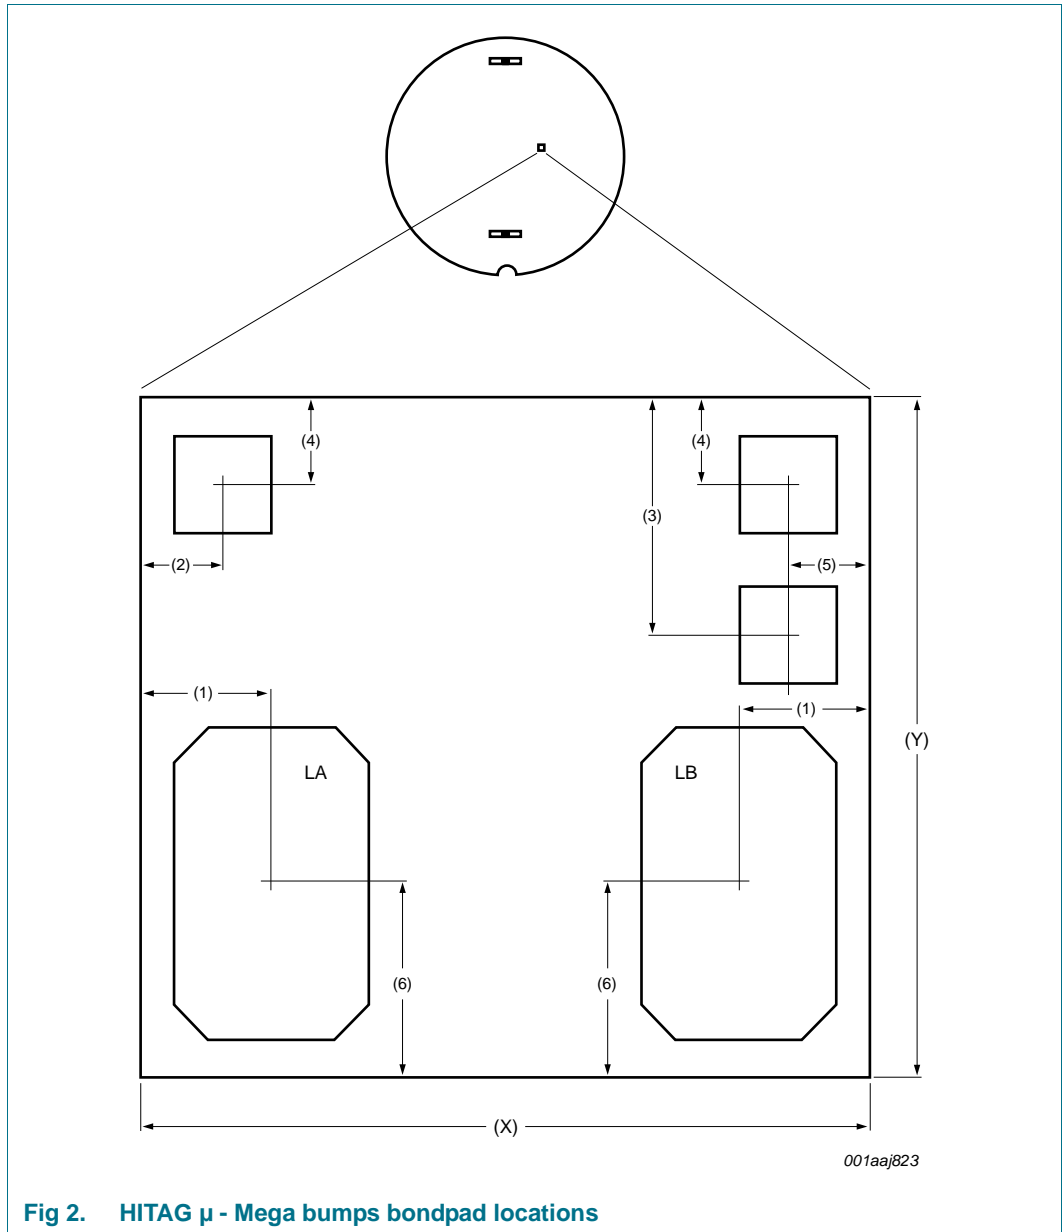 (4)
(4)
(3)
(2)
(5)
(1)
(1)
(Y)
LA
LB
(6)
(6)
(X)
001aaj823
Fig 2. HITAG µ - Mega bumps bondpad locations